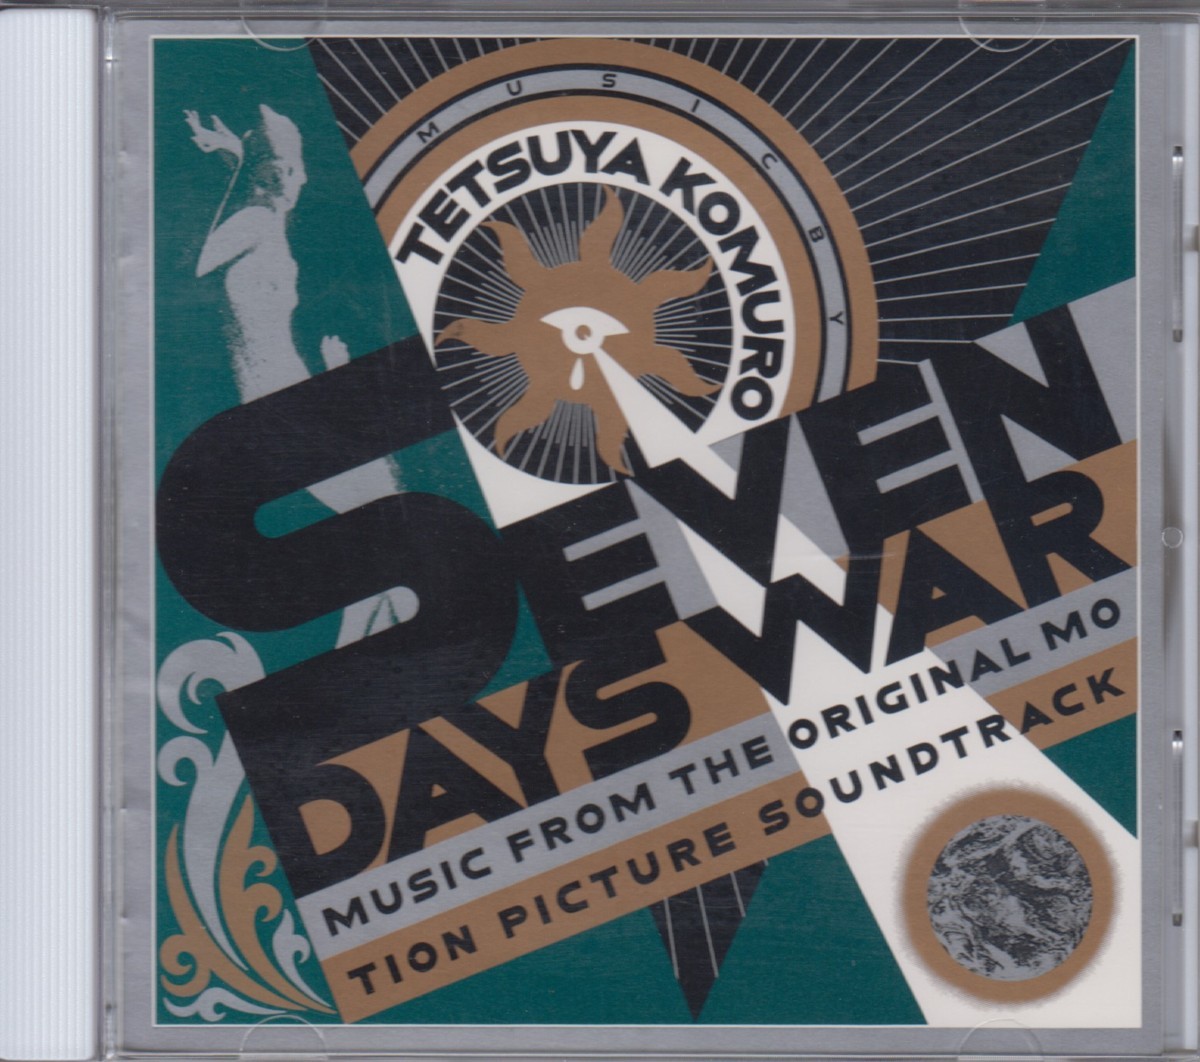 MUSIC BY
TETSUYA KOMURO
SEVEN
DAYS WAR
MUSIC FROM THE ORIGINAL MO
TION PICTURE SOUNDTRACK